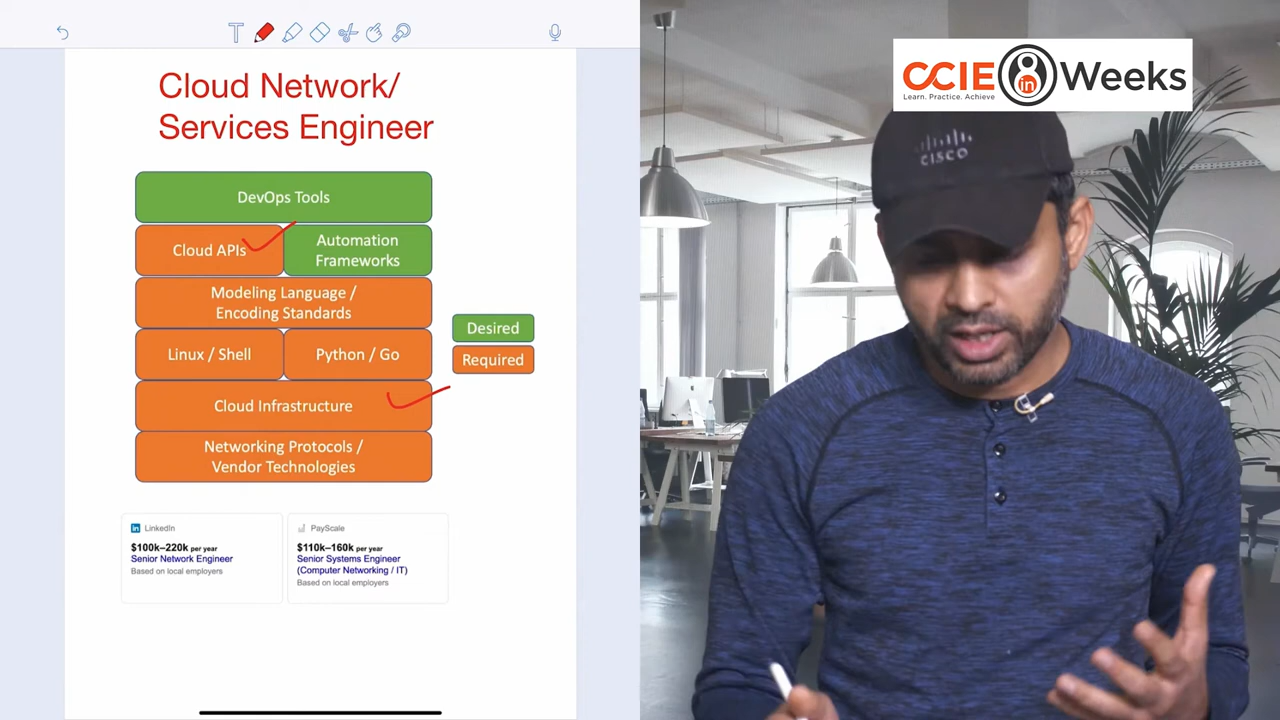 Cloud Network/
Services Engineer
DevOps Tools
Cloud APIs
Automation
Frameworks
Modeling Language /
Encoding Standards
Linux / Shell
Python / Go
Cloud Infrastructure
Networking Protocols /
Vendor Technologies
Desired
Required
LinkedIn
$100k–220k per year
Senior Network Engineer
Based on local employers
PayScale
$110k–160k per year
Senior Systems Engineer
(Computer Networking / IT)
Based on local employers
CCIE 8 in Weeks
Learn. Practice. Achieve
CISCO